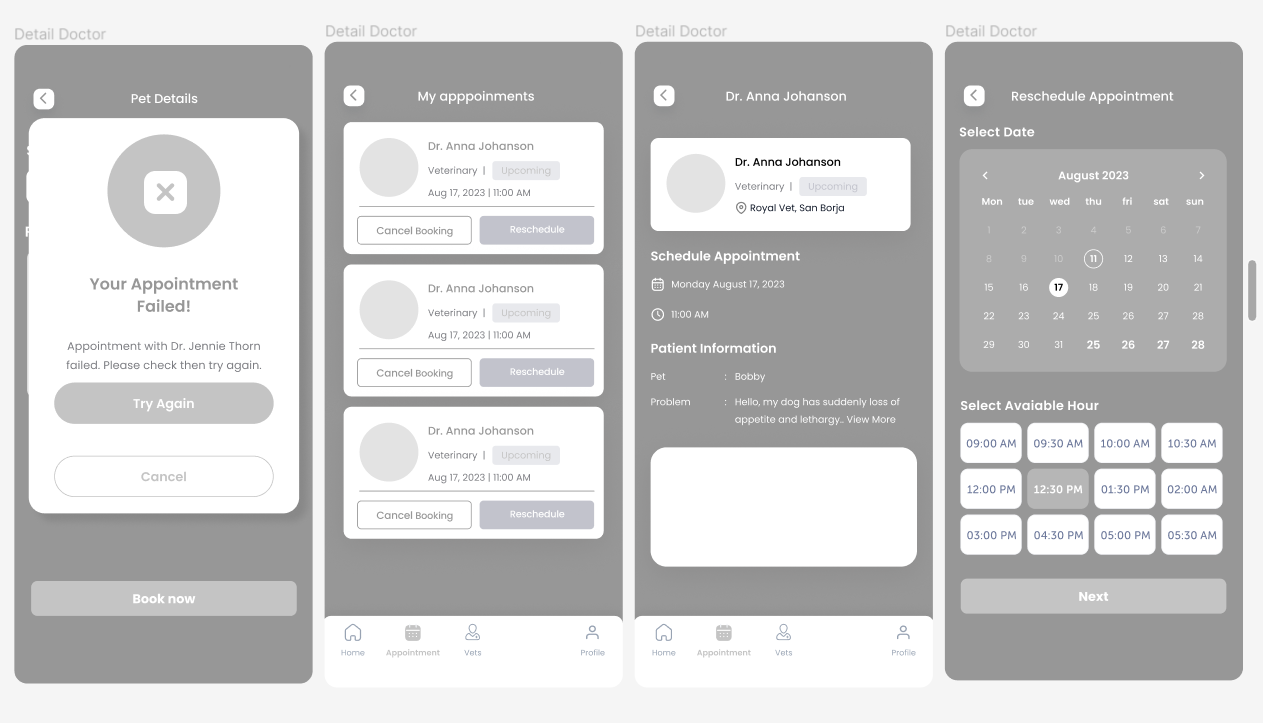 Detail Doctor
Pet Details
Your Appointment
Failed!
Appointment with Dr. Jennie Thorn
failed. Please check then try again.
Try Again
Cancel
Book now
Detail Doctor
My apppoinments
Dr. Anna Johanson
Veterinary | Upcoming
Aug 17, 2023 | 11:00 AM
Cancel Booking Reschedule
Dr. Anna Johanson
Veterinary | Upcoming
Aug 17, 2023 | 11:00 AM
Cancel Booking Reschedule
Dr. Anna Johanson
Veterinary | Upcoming
Aug 17, 2023 | 11:00 AM
Cancel Booking Reschedule
Home Appointment Vets Profile
Detail Doctor
Dr. Anna Johanson
Dr. Anna Johanson
Veterinary | Upcoming
Royal Vet, San Borja
Schedule Appointment
Monday August 17, 2023
11:00 AM
Patient Information
Pet : Bobby
Problem : Hello, my dog has suddenly loss of
appetite and lethargy.. View More
Home Appointment Vets Profile
Detail Doctor
Reschedule Appointment
Select Date
August 2023
Mon tue wed thu fri sat sun
1 2 3 4 5 6 7
8 9 10 11 12 13 14
15 16 17 18 19 20 21
22 23 24 25 26 27 28
29 30 31 25 26 27 28
Select Avaiable Hour
09:00 AM 09:30 AM 10:00 AM 10:30 AM
12:00 PM 12:30 PM 01:30 PM 02:00 AM
03:00 PM 04:30 PM 05:00 PM 05:30 AM
Next